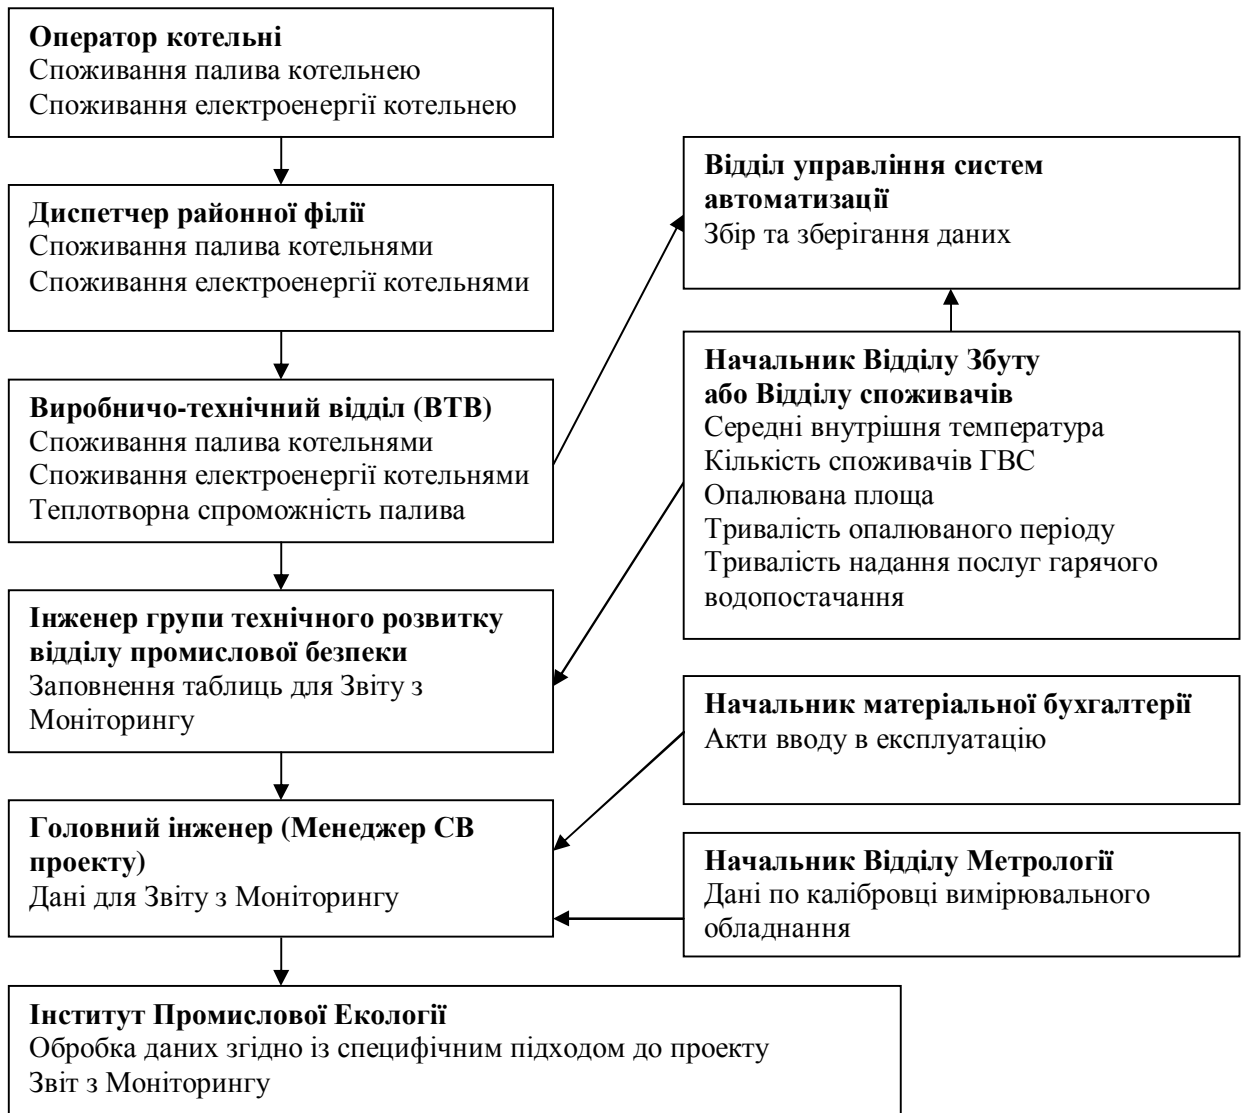 Оператор котельні
Споживання палива котельнею
Споживання електроенергії котельнею
Диспетчер районної філії
Споживання палива котельнями
Споживання електроенергії котельнями
Виробничо-технічний відділ (ВТВ)
Споживання палива котельнями
Споживання електроенергії котельнями
Теплотворна спроможність палива
Інженер групи технічного розвитку
відділу промислової безпеки
Заповнення таблиць для Звіту з
Моніторингу
Головний інженер (Менеджер СВ
проекту)
Дані для Звіту з Моніторингу
Інститут Промислової Екології
Обробка даних згідно із специфічним підходом до проекту
Звіт з Моніторингу
Відділ управління систем
автоматизації
Збір та зберігання даних
Начальник Відділу Збуту
або Відділу споживачів
Середні внутрішня температура
Кількість споживачів ГВС
Опалювана площа
Тривалість опалюваного періоду
Тривалість надання послуг гарячого
водопостачання
Начальник матеріальної бухгалтерії
Акти вводу в експлуатацію
Начальник Відділу Метрології
Дані по калібровці вимірювального
обладнання